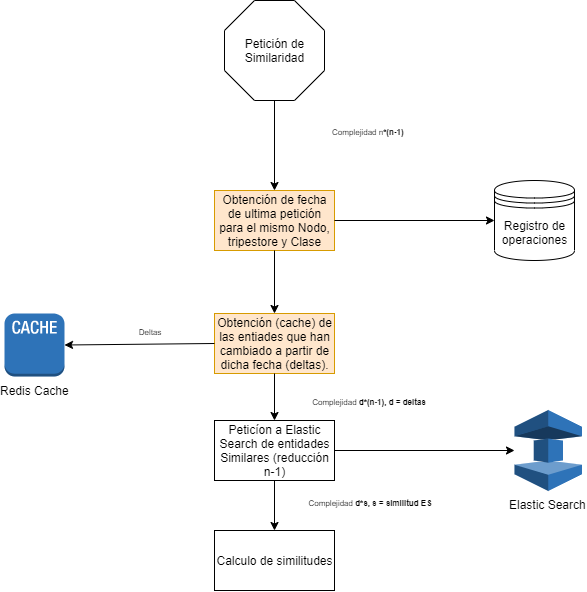 Petición de
Similaridad
Complejidad n*(n-1)
Obtención de fecha
de ultima petición
para el mismo Nodo,
tripestore y Clase
Registro de
operaciones
CACHE
Redis Cache
Deltas
Obtención (cache) de
las entiades que han
cambiado a partir de
dicha fecha (deltas).
Complejidad d*(n-1), d = deltas
Petición a Elastic
Search de entidades
Similares (reducción
n-1)
Elastic Search
Complejidad d*s, s = similitud ES
Calculo de similitudes